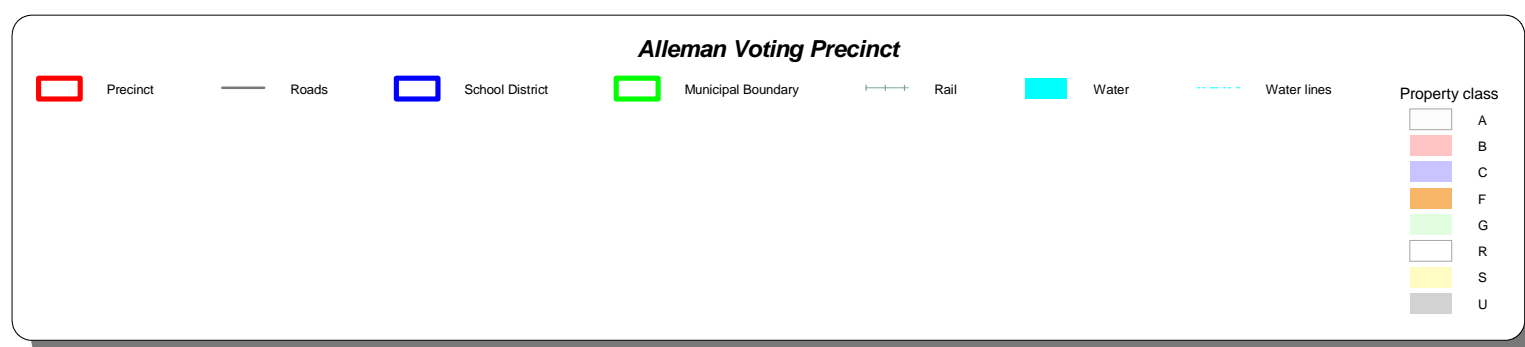 Alleman Voting Precinct
Precinct Roads School District Municipal Boundary Rail Water Water lines
Property class
A
B
C
F
G
R
S
U